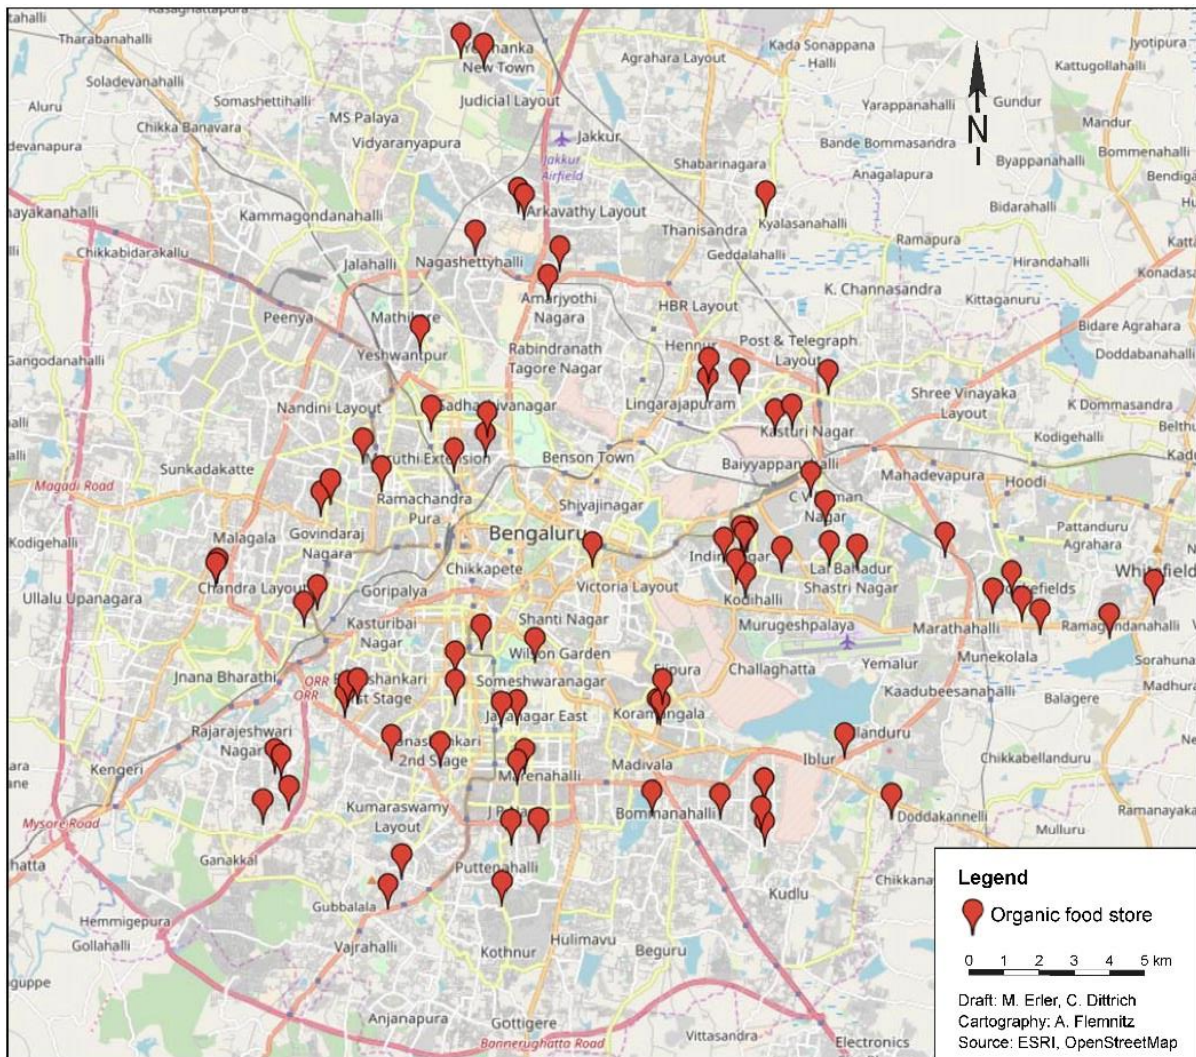 Tharabanahalli
Kada Sonappana
Halli
Jyotipura
New Town
Agrahara Layout
Kattugollahalli
Soladevanahalli
Aluru
Somashettihalli
Judicial Layout
Yarappanahalli
Gundur
MS Palaya
Mandur
Chikka Banavara
Vidyaranyapura
Jakkur
Bande Bommasandra
Jakkur
Airfield
Shabarinagara
Byappanahalli
Bommenahalli
Anagalapura
Bidarahalli
Kammagondanahalli
Arkavathy Layout
Kyalasanahalli
Thanisandra
Ramapura
Chikkabidarakallu
Jalahalli
Nagashettyhalli
Geddalahalli
Hirandahalli
K. Channasandra
Kittaganuru
Peenya
Amarjyothi
Nagara
HBR Layout
Bidare Agrahara
Yeshwantpur
Rabindranath
Tagore Nagar
Hennur
Post & Telegraph
Layout
Doddabanahalli
Nandini Layout
Lingarajapuram
Shree Vinayaka
Layout
K Dommasandra
Kasturi Nagar
Kodigehalli
Sunkadakatte
Benson Town
Mahadevapura
Hoodi
Magadi Road
Ramachandra
Pura
Shivajinagar
Nagar
Kodigehalli
Malagala
Govindaraj
Nagara
Bengaluru
Pattanduru
Agrahara
Chikkapete
Victoria Layout
Lal Bahadur
Shastri Nagar
Whitefield
Chandra Layout
Ullalu Upanagara
Goripalya
Kodihalli
Kasturibai
Nagar
Shanti Nagar
Wilson Garden
Murugeshpalaya
Marathahalli
Munekolala
Jnana Bharathi
ORR
ORR
Someshwaranagar
Challaghatta
Yemalur
Kaadubeesanahalli
Balagere
Jayanagar East
Koramangala
Rajarajeshwari
Nagar
2nd Stage
Marenahalli
Madivala
Iblur
Chikkabellanduru
Kengeri
Kumaraswamy
Layout
Bommanahalli
Doddakannelli
Mulluru
Mysore Road
Ganakkal
Puttenahalli
Kudlu
Gubbalala
Hemmigepura
Gollahalli
Vajrahalli
Kothnur
Hulimavu
Beguru
Anjanapura
Gottigere
Bannerughatta Road
Vittasandra
Electronics
N
Legend
Organic food store
0 1 2 3 4 5 km
Draft: M. Erler, C. Dittrich
Cartography: A. Flemnitz
Source: ESRI, OpenStreetMap